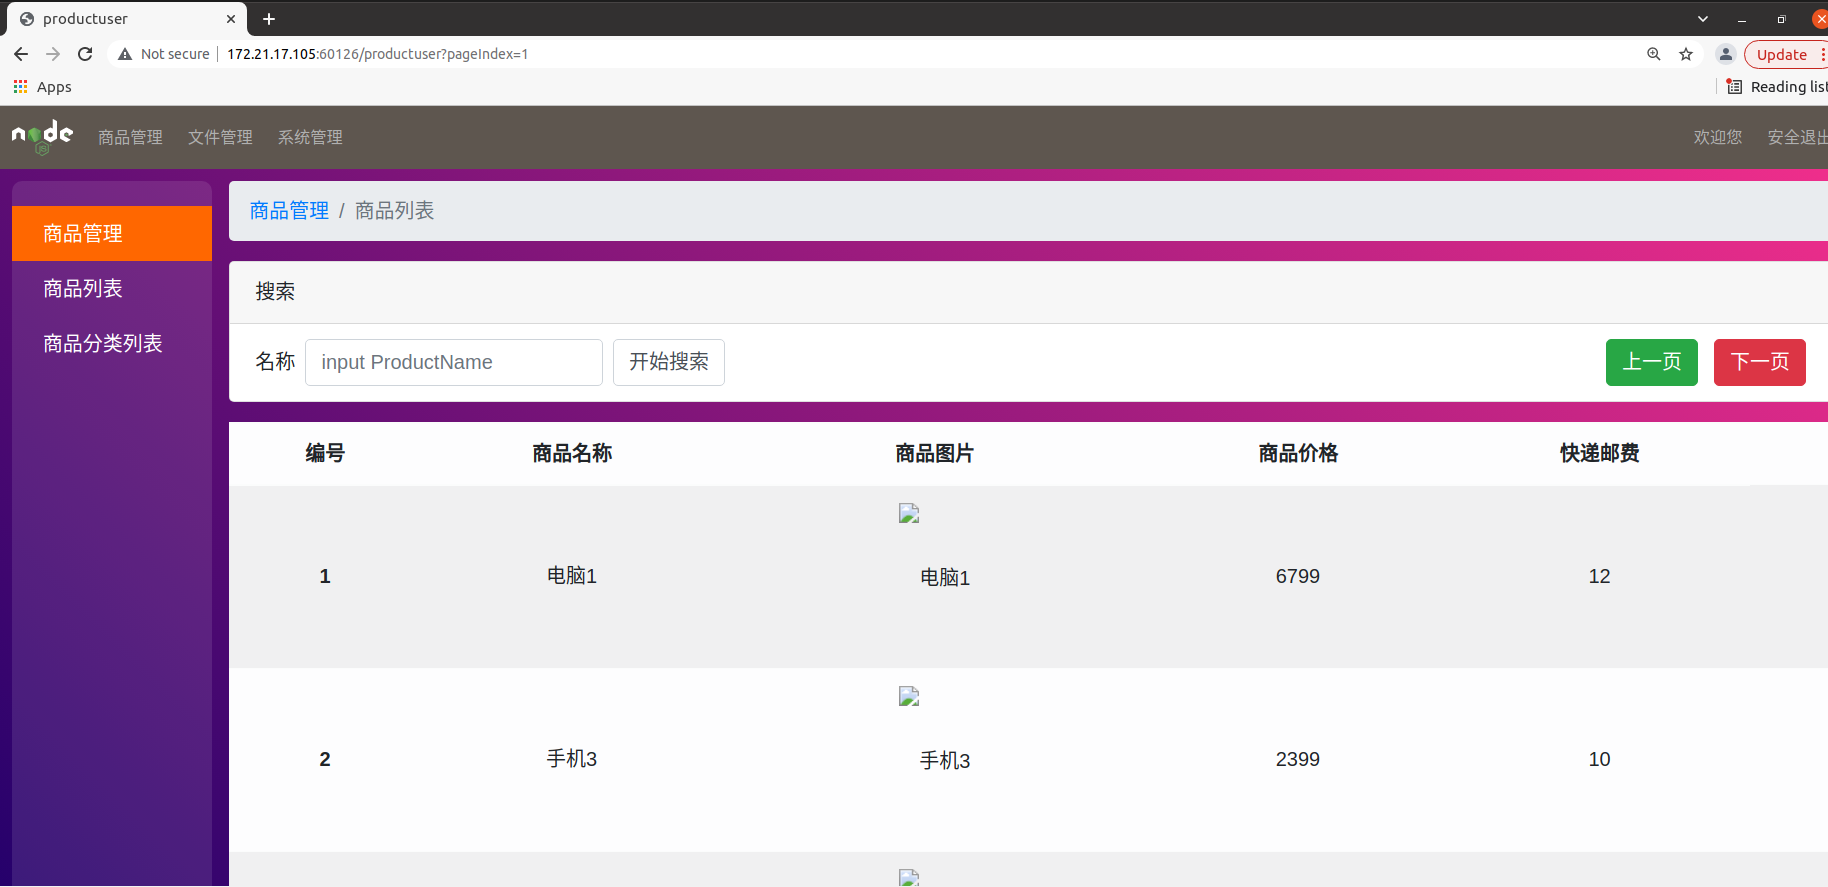 productuser
Not secure 172.21.17.105:60126/productuser?pageIndex=1
Update
Apps
Reading list
node
JS
商品管理 文件管理 系统管理 欢迎您 安全退出
商品管理
商品列表
商品分类列表
商品管理 / 商品列表
搜索
名称 input ProductName 开始搜索 上一页 下一页
编号 商品名称 商品图片 商品价格 快递邮费
1 电脑1 电脑1 6799 12
2 手机3 手机3 2399 10